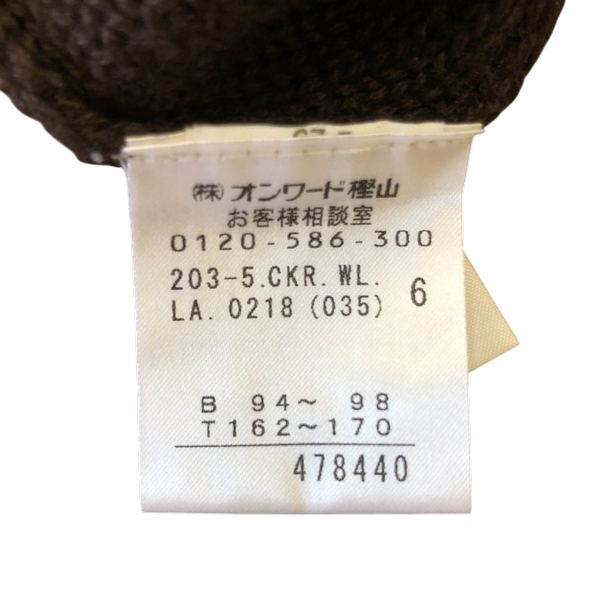 ㈱オンワード樫山
お客様相談室
0120-586-300
203-5.CKR.WL.
LA.0218(035) 6
B 94～ 98
T162～170
478440